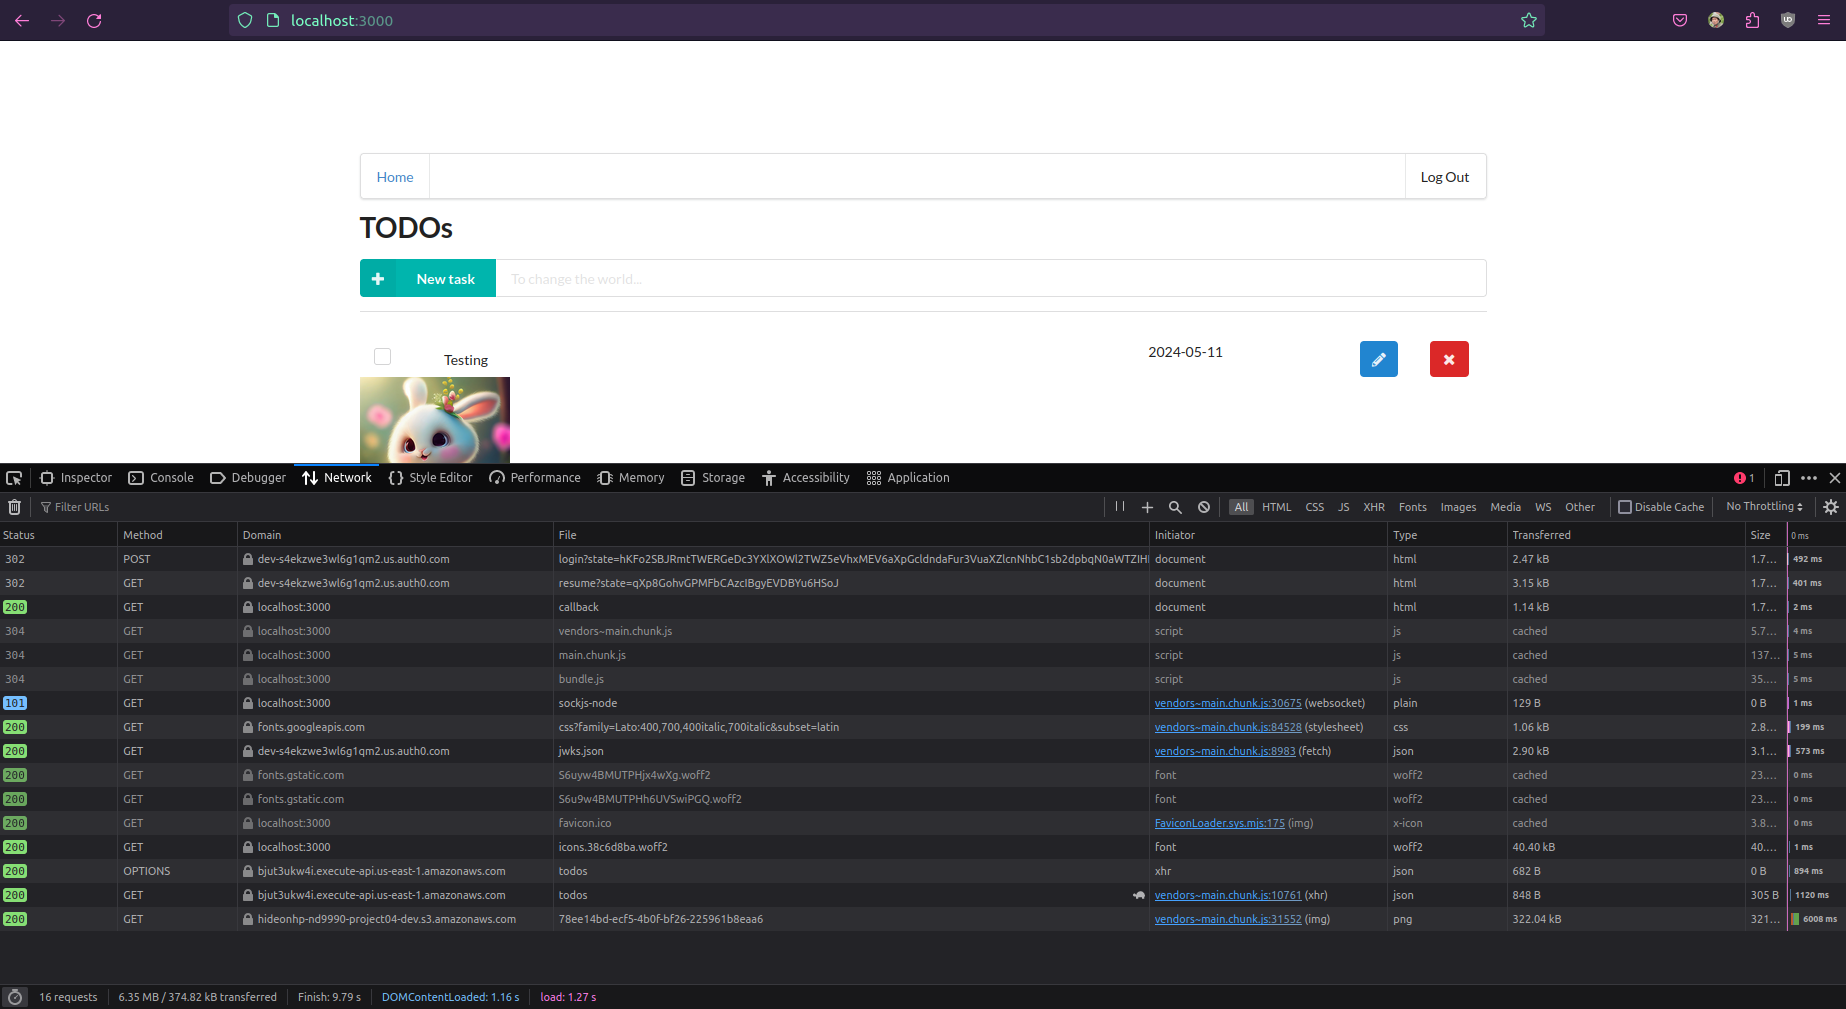 localhost:3000
Home Log Out
TODOs
New task To change the world...
Testing 2024-05-11
Inspector Console Debugger Network Style Editor Performance Memory Storage Accessibility Application 1
Filter URLs All HTML CSS JS XHR Fonts Images Media WS Other Disable Cache No Throttling
Status Method Domain File Initiator Type Transferred Size 0 ms
302 POST dev-s4ekzwe3wl6g1qm2.us.auth0.com login?state=hKFo2SBJRmtTWERGeDc3YXlXOWl2TWZ5eVhxMEV6aXpGcldndaFur3VuaXZlcnNhbC1sb2dpbqN0aWTZIH document html 2.47 kB 1.7... 492 ms
302 GET dev-s4ekzwe3wl6g1qm2.us.auth0.com resume?state=qXp8GohvGPMFbCAzcIBgyEVDBYu6HSoJ document html 3.15 kB 1.7... 401 ms
200 GET localhost:3000 callback document html 1.14 kB 1.7... 2 ms
304 GET localhost:3000 vendors~main.chunk.js script js cached 5.7... 4 ms
304 GET localhost:3000 main.chunk.js script js cached 137... 5 ms
304 GET localhost:3000 bundle.js script js cached 35.... 5 ms
101 GET localhost:3000 sockjs-node vendors~main.chunk.js:30675 (websocket) plain 129 B 0 B 1 ms
200 GET fonts.googleapis.com css?family=Lato:400,700,400italic,700italic&subset=latin vendors~main.chunk.js:84528 (stylesheet) css 1.06 kB 2.8... 199 ms
200 GET dev-s4ekzwe3wl6g1qm2.us.auth0.com jwks.json vendors~main.chunk.js:8983 (fetch) json 2.90 kB 3.1... 573 ms
200 GET fonts.gstatic.com S6uyw4BMUTPHjx4wXg.woff2 font woff2 cached 23.... 0 ms
200 GET fonts.gstatic.com S6u9w4BMUTPHh6UVSwiPGQ.woff2 font woff2 cached 23.... 0 ms
200 GET localhost:3000 favicon.ico FaviconLoader.sys.mjs:175 (img) x-icon cached 3.8... 0 ms
200 GET localhost:3000 icons.38c6d8ba.woff2 font woff2 40.40 kB 40.... 1 ms
200 OPTIONS bjut3ukw4i.execute-api.us-east-1.amazonaws.com todos xhr json 682 B 0 B 894 ms
200 GET bjut3ukw4i.execute-api.us-east-1.amazonaws.com todos vendors~main.chunk.js:10761 (xhr) json 848 B 305 B 1120 ms
200 GET hideonhp-nd9990-project04-dev.s3.amazonaws.com 78ee14bd-ecf5-4b0f-bf26-225961b8eaa6 vendors~main.chunk.js:31552 (img) png 322.04 kB 321... 6008 ms
16 requests 6.35 MB / 374.82 kB transferred Finish: 9.79 s DOMContentLoaded: 1.16 s load: 1.27 s